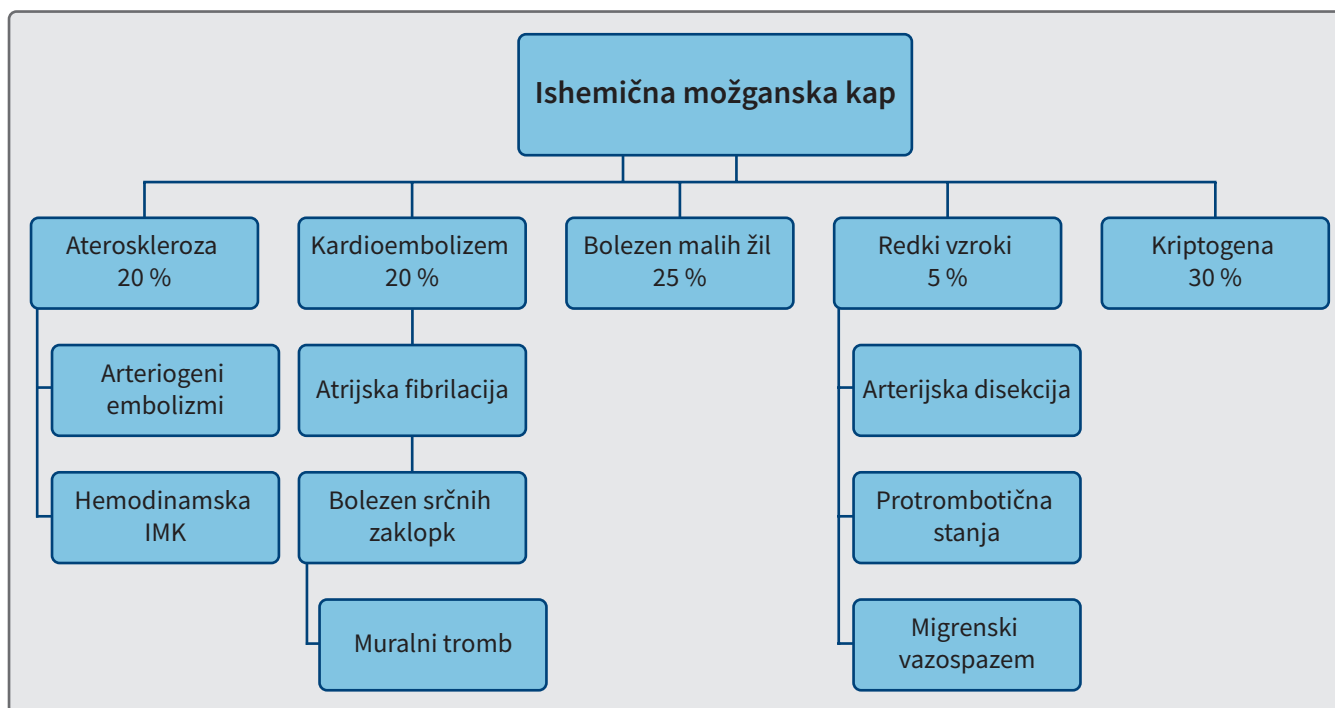 Ishemična možganska kap
Ateroskleroza
20 %
Kardioembolizem
20 %
Bolezen malih žil
25 %
Redki vzroki
5 %
Kriptogena
30 %
Arteriogeni
embolizmi
Atrijska fibrilacija
Arterijska disekcija
Hemodinamska
IMK
Bolezen srčnih
zaklopk
Protrombotična
stanja
Muralni tromb
Migrenski
vazospazem